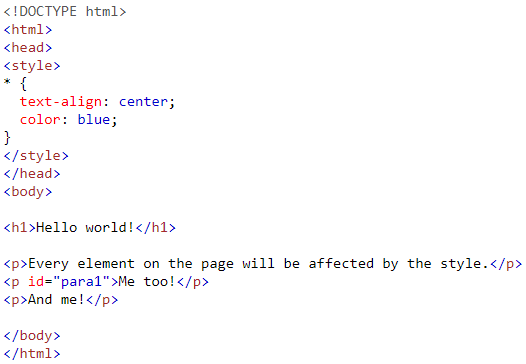 <!DOCTYPE html>
<html>
<head>
<style>
* {
  text-align: center;
  color: blue;
}
</style>
</head>
<body>

<h1>Hello world!</h1>

<p>Every element on the page will be affected by the style.</p>
<p id="para1">Me too!</p>
<p>And me!</p>

</body>
</html>